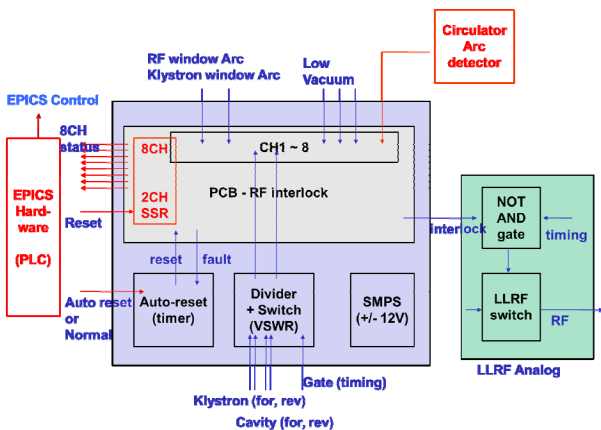 Circulator
Arc
detector
RF window Arc
Klystron window Arc
Low
Vacuum
EPICS Control
8CH
status
8CH
CH1 ~ 8
PCB - RF interlock
2CH
SSR
EPICS
Hard-
ware
(PLC)
Reset
NOT
AND
gate
interlock
timing
reset
fault
Auto reset
or
Normal
Auto-reset
(timer)
Divider
+ Switch
(VSWR)
SMPS
(+/- 12V)
LLRF
switch
RF
LLRF Analog
Gate (timing)
Klystron (for, rev)
Cavity (for, rev)